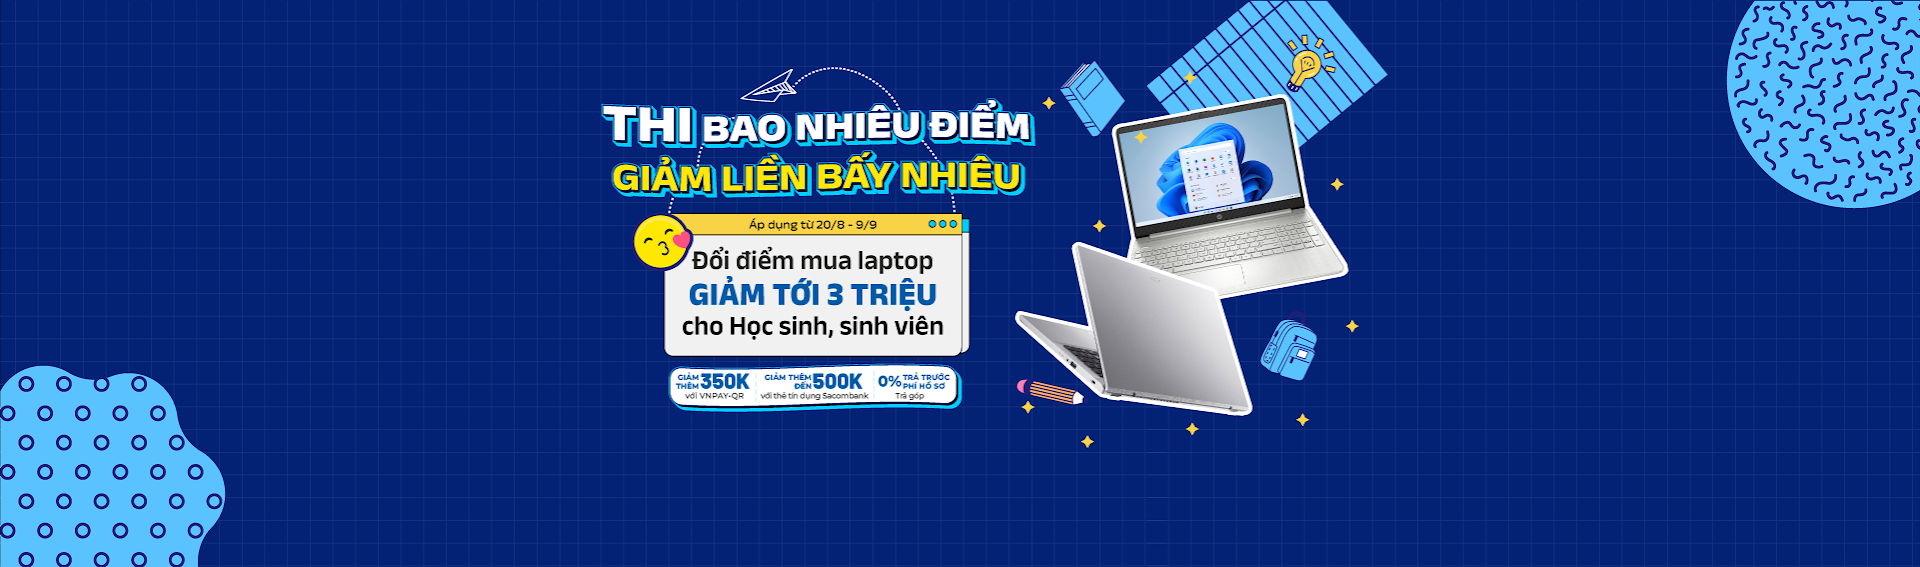 THI BAO NHIÊU ĐIỂM
GIẢM LIỀN BẤY NHIÊU
Áp dụng từ 20/8 - 9/9
Đổi điểm mua laptop
GIẢM TỚI 3 TRIỆU
cho Học sinh, sinh viên
GIẢM THÊM 350K
với VNPAY-QR
GIẢM THÊM ĐẾN 500K
với thẻ tín dụng Sacombank
0% TRẢ TRƯỚC PHÍ HỒ SƠ
Trả góp